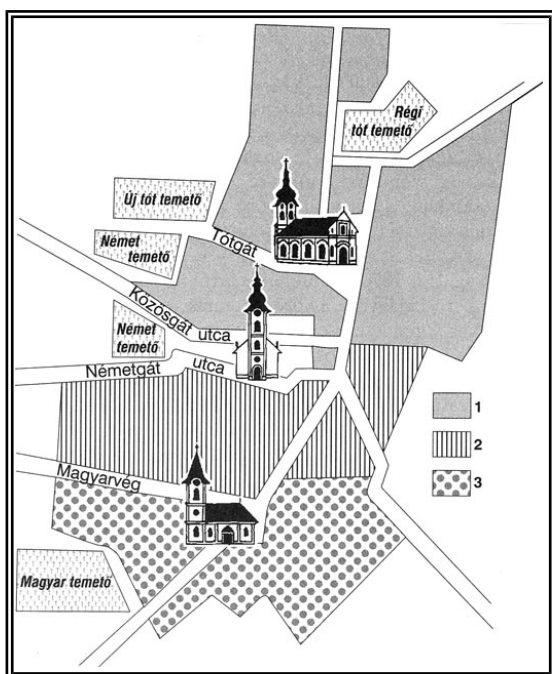 Régi
tót temető
Új tót temető
Német
temető
Tótgát
Közösgát utca
Német
temető
Németgát utca
Magyarvég
Magyar temető
1
2
3